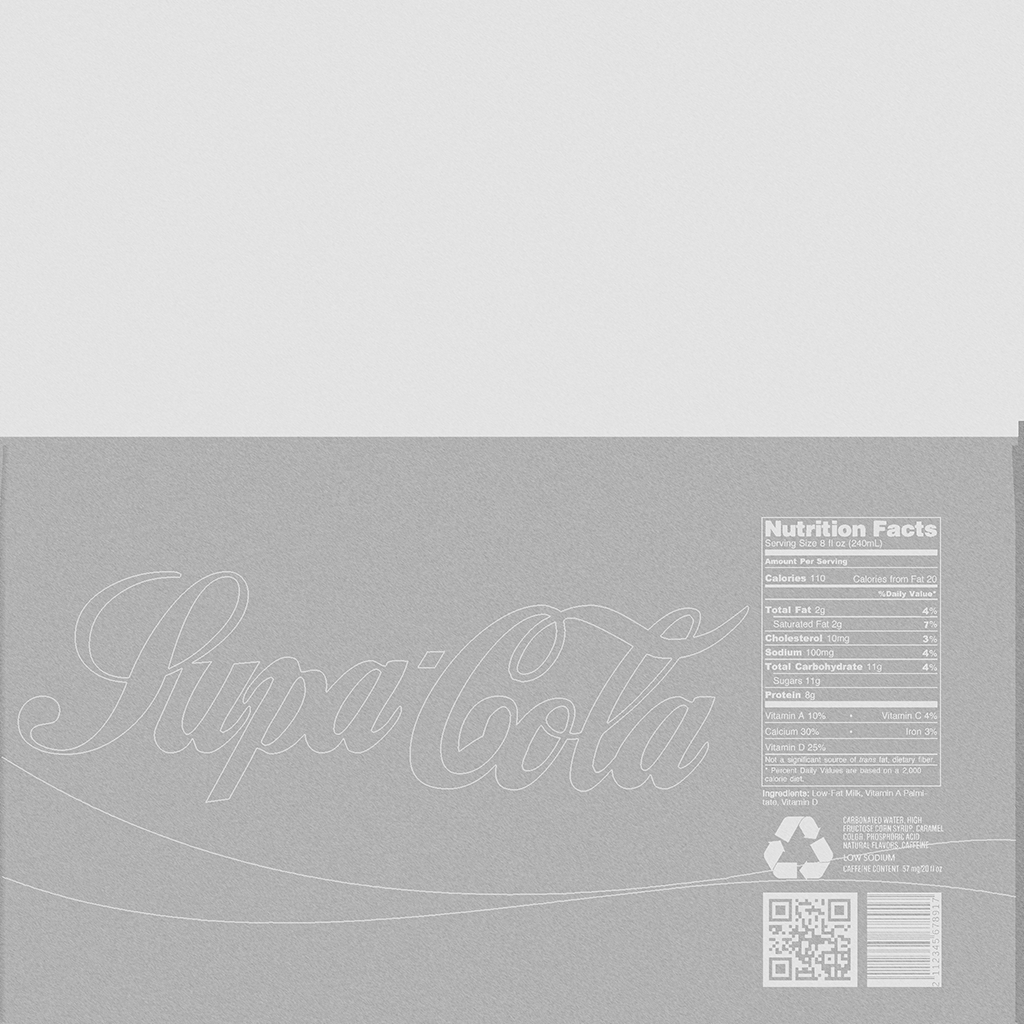 Supa-Cola
Nutrition Facts
Serving Size 8 fl oz (240mL)
Amount Per Serving
Calories 110 Calories from Fat 20
%Daily Value*
Total Fat 2g 4%
Saturated Fat 2g 7%
Cholesterol 10mg 3%
Sodium 100mg 4%
Total Carbohydrate 11g 4%
Sugars 11g
Protein 8g
Vitamin A 10% • Vitamin C 4%
Calcium 30% • Iron 3%
Vitamin D 25%
Not a significant source of trans fat, dietary fiber.
* Percent Daily Values are based on a 2,000
calorie diet.
Ingredients: Low-Fat Milk, Vitamin A Palmi-
tate, Vitamin D
CARBONATED WATER, HIGH
FRUCTOSE CORN SYRUP, CARAMEL
COLOR, PHOSPHORIC ACID,
NATURAL FLAVORS, CAFFEINE
LOW SODIUM
CAFFEINE CONTENT: 57 mg/20 fl oz